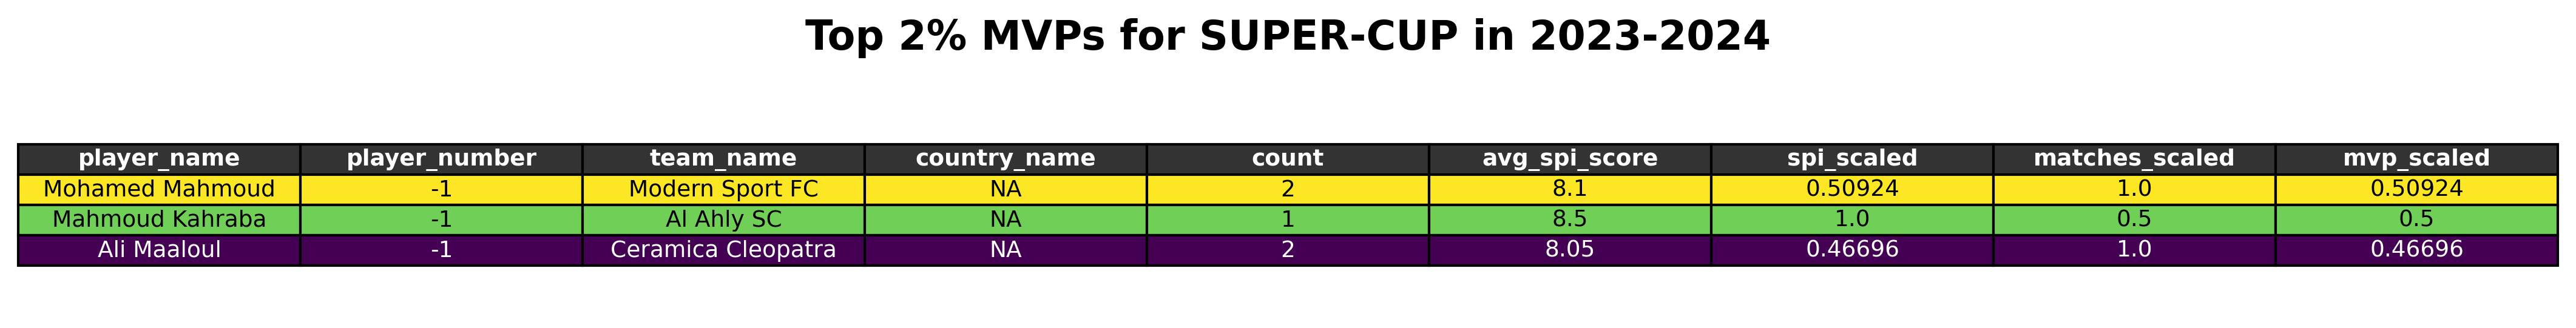 Top 2% MVPs for SUPER-CUP in 2023-2024
player_name player_number team_name country_name count avg_spi_score spi_scaled matches_scaled mvp_scaled
Mohamed Mahmoud -1 Modern Sport FC NA 2 8.1 0.50924 1.0 0.50924
Mahmoud Kahraba -1 Al Ahly SC NA 1 8.5 1.0 0.5 0.5
Ali Maaloul -1 Ceramica Cleopatra NA 2 8.05 0.46696 1.0 0.46696